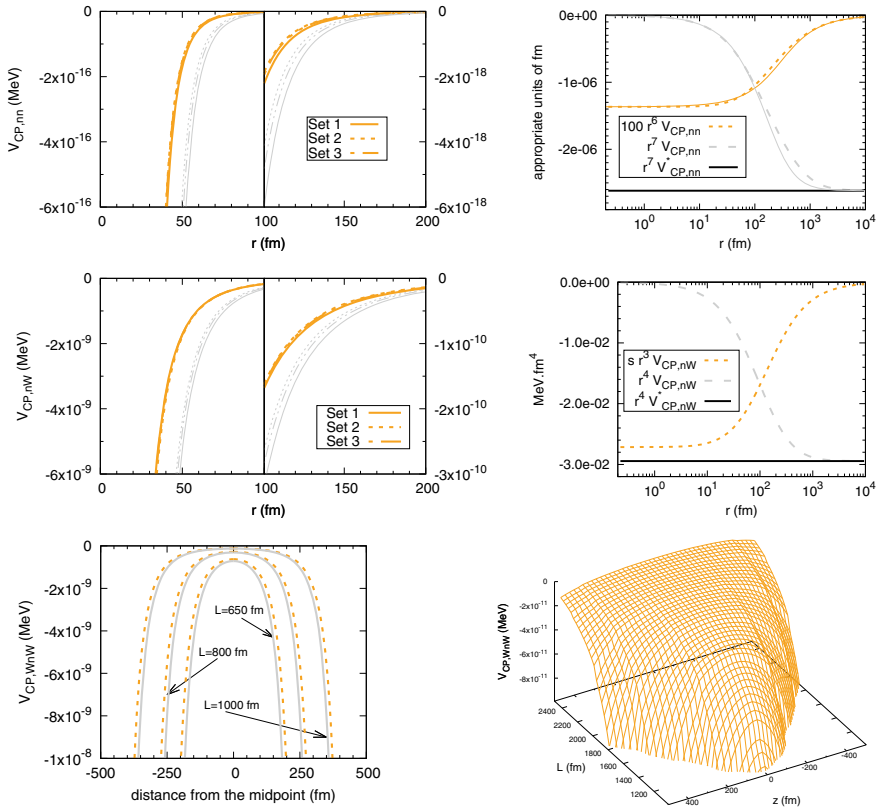 0
-2x10⁻¹⁶
-4x10⁻¹⁶
-6x10⁻¹⁶
V_CP,nn (MeV)
0
-2x10⁻¹⁸
-4x10⁻¹⁸
-6x10⁻¹⁸
Set 1
Set 2
Set 3
0 50 100 150 200
r (fm)
-0e+00
-1e-06
-2e-06
appropriate units of fm
100 r⁶ V_CP,nn
r⁷ V_CP,nn
r⁷ V*_CP,nn
10⁰ 10¹ 10² 10³ 10⁴
r (fm)
0
-2x10⁻⁹
-4x10⁻⁹
-6x10⁻⁹
V_CP,nW (MeV)
0
-1x10⁻¹⁰
-2x10⁻¹⁰
-3x10⁻¹⁰
Set 1
Set 2
Set 3
0 50 100 150 200
r (fm)
0.0e+00
-1.0e-02
-2.0e-02
-3.0e-02
MeV.fm⁴
s r³ V_CP,nW
r⁴ V_CP,nW
r⁴ V*_CP,nW
10⁰ 10¹ 10² 10³ 10⁴
r (fm)
0
-2x10⁻⁹
-4x10⁻⁹
-6x10⁻⁹
-8x10⁻⁹
-1x10⁻⁸
V_CP,WnW (MeV)
L=650 fm
L=800 fm
L=1000 fm
-500 -250 0 250 500
distance from the midpoint (fm)
0
-2x10⁻¹¹
-4x10⁻¹¹
-6x10⁻¹¹
-8x10⁻¹¹
V_CP,WnW (MeV)
2400
2200
2000
1800
1600
1400
1200
L (fm)
400
200
0
-200
-400
z (fm)